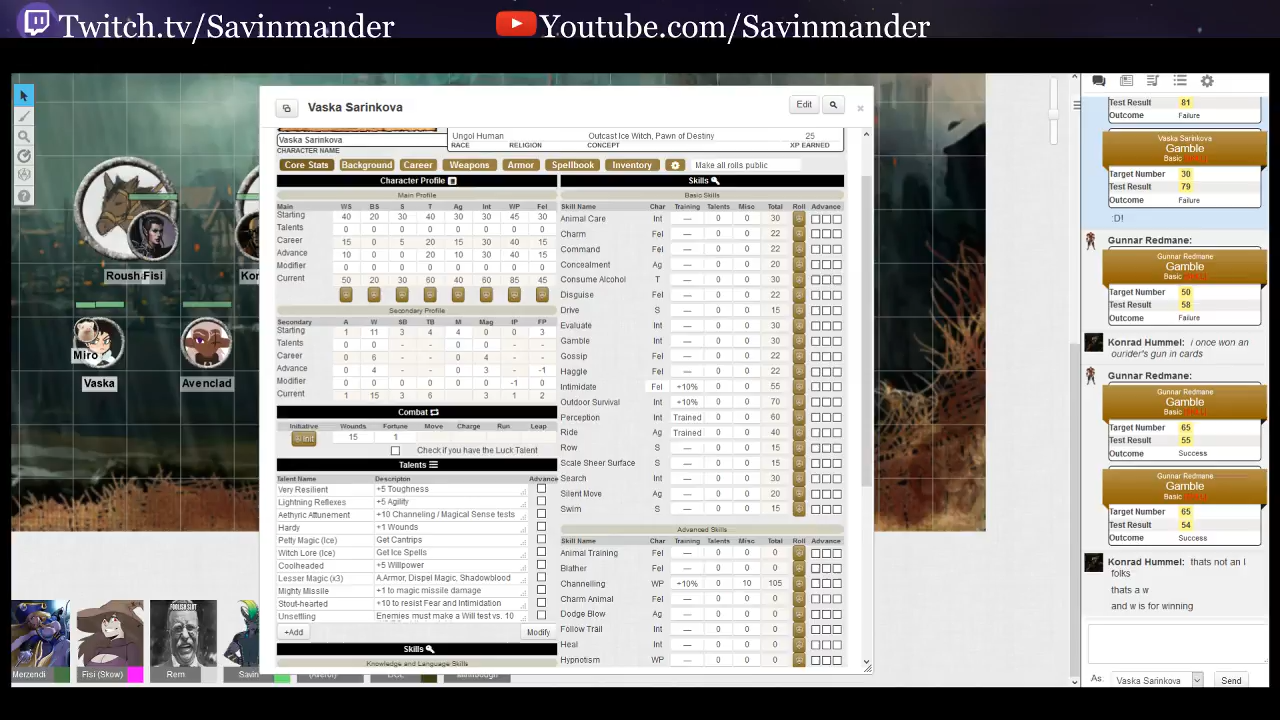 Twitch.tv/Savinmander
Youtube.com/Savinmander
Vaska Sarinkova
Edit
Vaska Sarinkova
CHARACTER NAME
Ungol Human
Outcast Ice Witch, Pawn of Destiny
25
RACE RELIGION CONCEPT XP EARNED
Core Stats Background Career Weapons Armor Spellbook Inventory Make all rolls public
Character Profile
Main Profile
Main WS BS S T Ag Int WP Fel
Starting 40 20 30 40 30 30 45 30
Talents 0 0 0 0 0 0 0 0
Career 15 0 5 20 15 30 40 15
Advance 10 0 0 20 10 30 40 15
Modifier 0 0 0 0 0 0 0 0
Current 50 20 30 60 40 60 85 45
Secondary Profile
Secondary A W SB TB M Mag IP FP
Starting 1 11 3 4 4 0 0 3
Talents 0 0 - - 0 0 - -
Career 0 6 - - 0 4 - -
Advance 0 4 - - 0 3 - -1
Modifier 0 0 0 0 0 0 -1 0
Current 1 15 3 6 4 3 1 2
Combat
Initiative Wounds Fortune Move Charge Run Leap
Init 15 1
Check if you have the Luck Talent
Talents
Talent Name Descripton Advance
Very Resilient +5 Toughness
Lightning Reflexes +5 Agility
Aethyric Attunement +10 Channeling / Magical Sense tests
Hardy +1 Wounds
Petty Magic (Ice) Get Cantrips
Witch Lore (Ice) Get Ice Spells
Coolheaded +5 Willpower
Lesser Magic (x3) A.Armor, Dispel Magic, Shadowblood
Mighty Missile +1 to magic missile damage
Stout-hearted +10 to resist Fear and Intimidation
Unsettling Enemies must make a Will test vs. 10
+Add Modify
Skills
Knowledge and Language Skills
Skills
Basic Skills
Skill Name Char Training Talents Misc Total Roll Advance
Animal Care Int — 0 0 30
Charm Fel — 0 0 22
Command Fel — 0 0 22
Concealment Ag — 0 0 20
Consume Alcohol T — 0 0 30
Disguise Fel — 0 0 22
Drive S — 0 0 15
Evaluate Int — 0 0 30
Gamble Int — 0 0 30
Gossip Fel — 0 0 22
Haggle Fel — 0 0 22
Intimidate Fel +10% 0 0 55
Outdoor Survival Int +10% 0 0 70
Perception Int Trained 0 0 60
Ride Ag Trained 0 0 40
Row S — 0 0 15
Scale Sheer Surface S — 0 0 15
Search Int — 0 0 30
Silent Move Ag — 0 0 20
Swim S — 0 0 15
Advanced Skills
Skill Name Char Training Talents Misc Total Roll Advance
Animal Training Fel — 0 0 0
Blather Fel — 0 0 0
Channelling WP +10% 0 10 105
Charm Animal Fel — 0 0 0
Dodge Blow Ag — 0 0 0
Follow Trail Int — 0 0 0
Heal Int — 0 0 0
Hypnotism WP — 0 0 0
Roush Fisi
Kon
Miro
Vaska
Avenclad
Merzendi
Fisi (Skow)
FOOLISH SLUT
Rem
Savin
Test Result 81
Outcome Failure
Vaska Sarinkova
Gamble
Basic
Target Number 30
Test Result 79
Outcome Failure
:D!
Gunnar Redmane:
Gunnar Redmane
Gamble
Basic
Target Number 50
Test Result 58
Outcome Failure
Konrad Hummel: i once won an
ourider's gun in cards
Gunnar Redmane:
Gunnar Redmane
Gamble
Basic
Target Number 65
Test Result 55
Outcome Success
Gunnar Redmane
Gamble
Basic
Target Number 65
Test Result 54
Outcome Success
Konrad Hummel: thats not an l
folks
thats a w
and w is for winning
As: Vaska Sarinkova Send